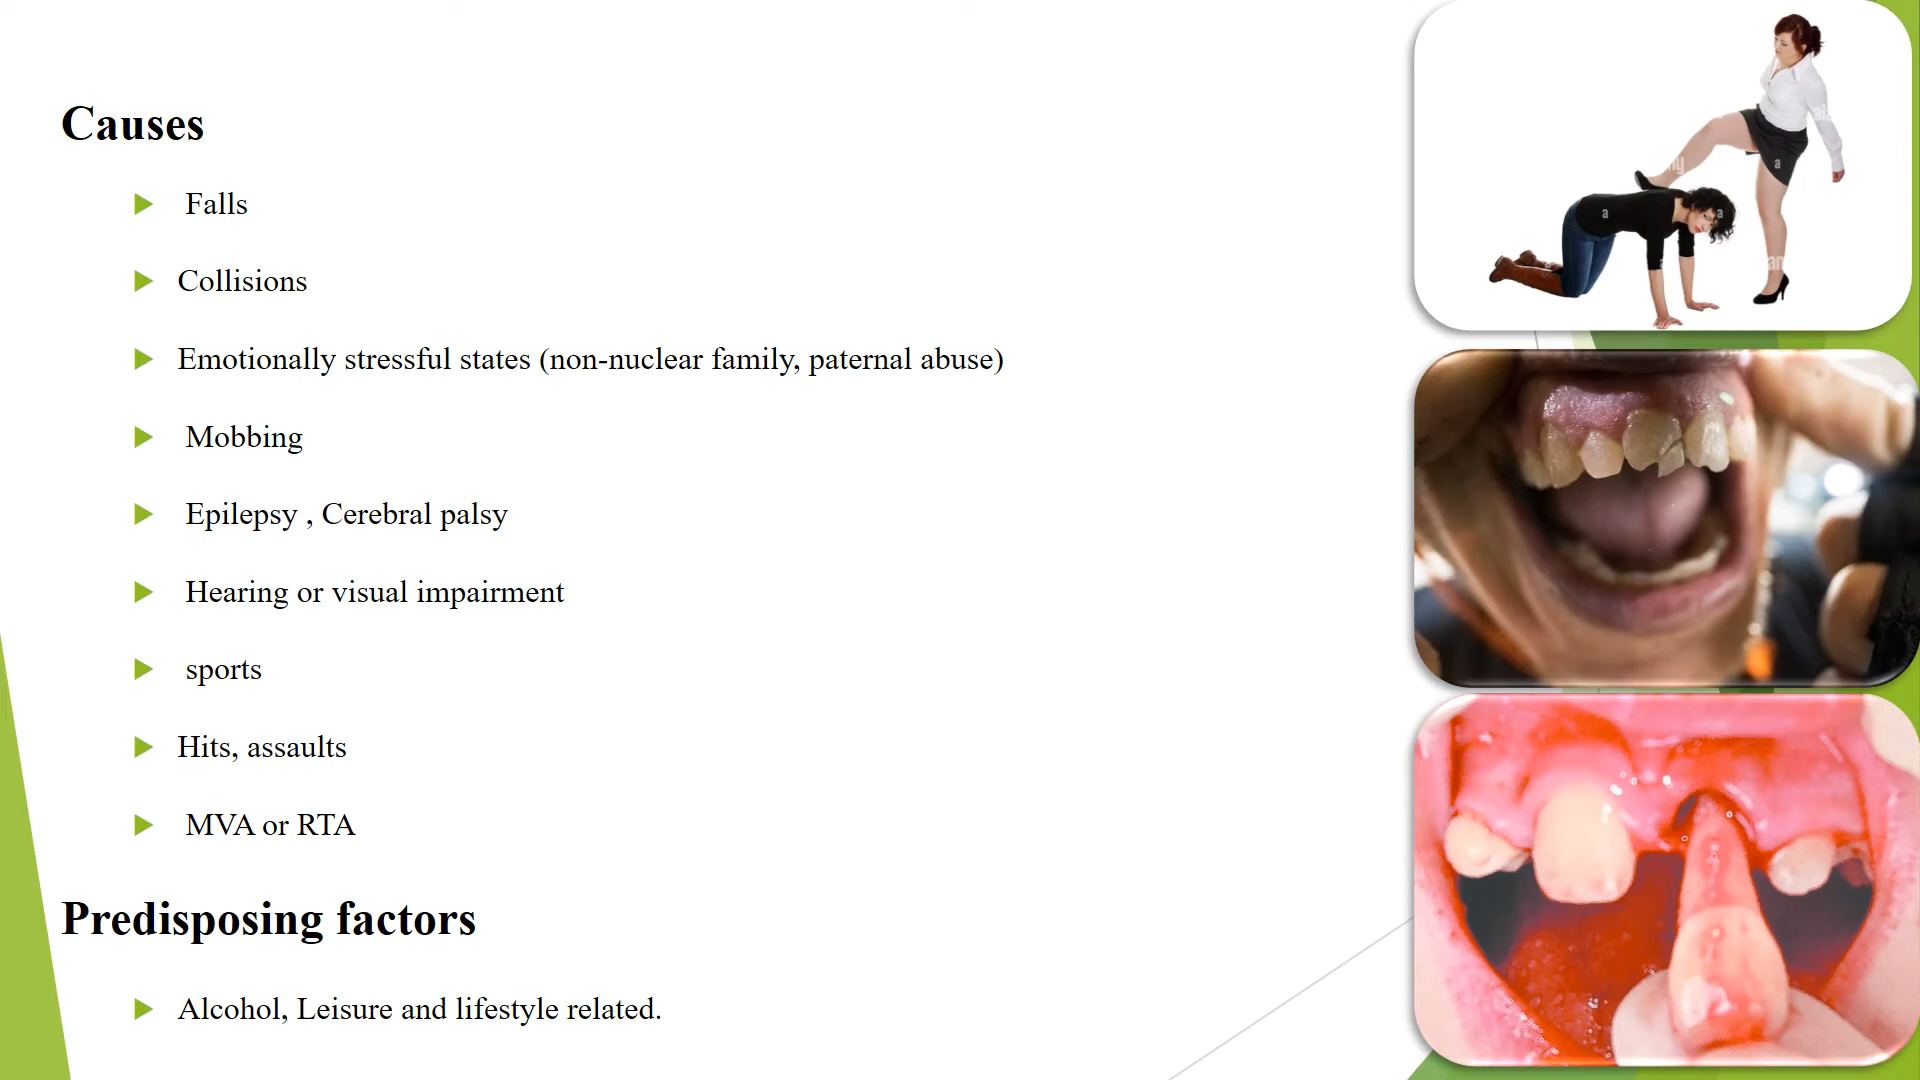 Causes
Falls
Collisions
Emotionally stressful states (non-nuclear family, paternal abuse)
Mobbing
Epilepsy , Cerebral palsy
Hearing or visual impairment
sports
Hits, assaults
MVA or RTA
Predisposing factors
Alcohol, Leisure and lifestyle related.